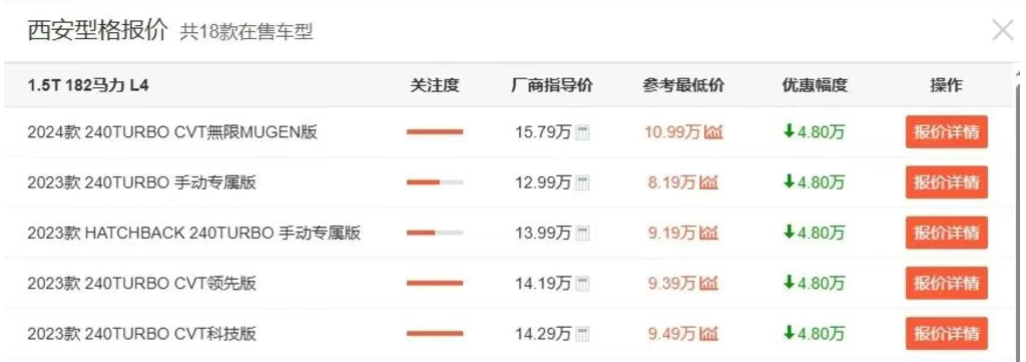 西安型格报价 共18款在售车型
1.5T 182马力 L4 关注度 厂商指导价 参考最低价 优惠幅度 操作
2024款 240TURBO CVT無限MUGEN版 15.79万 10.99万 4.80万 报价详情
2023款 240TURBO 手动专属版 12.99万 8.19万 4.80万 报价详情
2023款 HATCHBACK 240TURBO 手动专属版 13.99万 9.19万 4.80万 报价详情
2023款 240TURBO CVT领先版 14.19万 9.39万 4.80万 报价详情
2023款 240TURBO CVT科技版 14.29万 9.49万 4.80万 报价详情